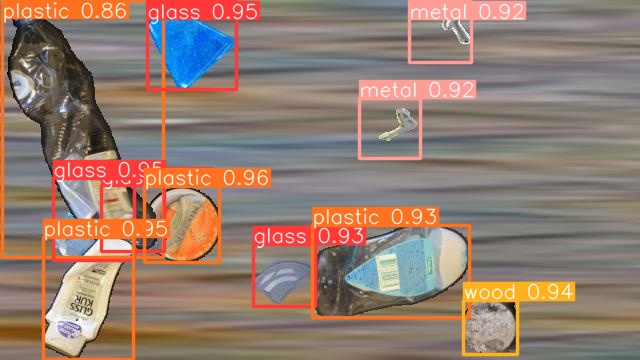 plastic 0.86
glass 0.95
metal 0.92
metal 0.92
glass 0.95
plastic 0.96
plastic 0.95
plastic 0.93
glass 0.93
wood 0.94
GLISS
KUR